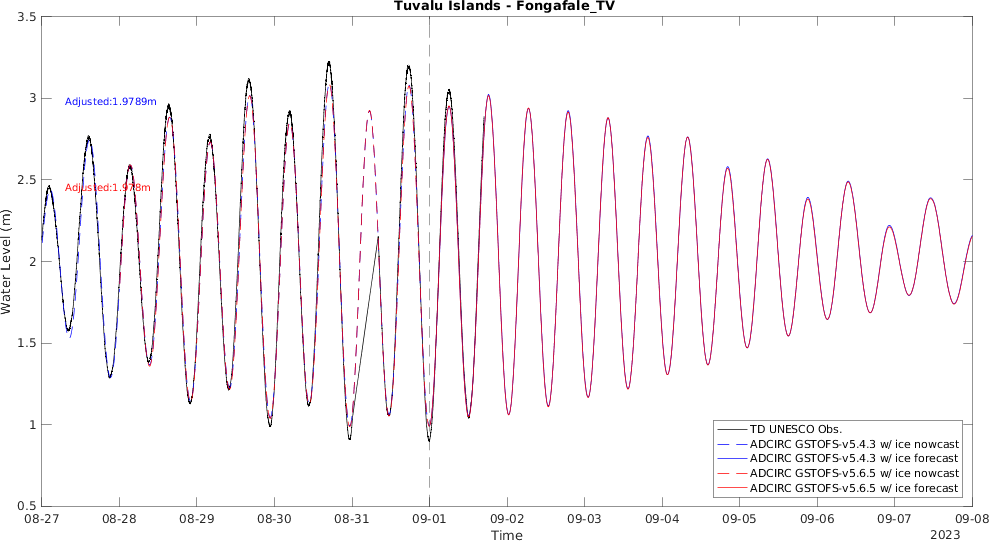 Tuvalu Islands - Fongafale_TV
3.5
3
2.5
2
1.5
1
0.5
Water Level (m)
Adjusted:1.9789m
Adjusted:1.978m
TD UNESCO Obs.
ADCIRC GSTOFS-v5.4.3 w/ ice nowcast
ADCIRC GSTOFS-v5.4.3 w/ ice forecast
ADCIRC GSTOFS-v5.6.5 w/ ice nowcast
ADCIRC GSTOFS-v5.6.5 w/ ice forecast
08-27 08-28 08-29 08-30 08-31 09-01 09-02 09-03 09-04 09-05 09-06 09-07 09-08
Time
2023